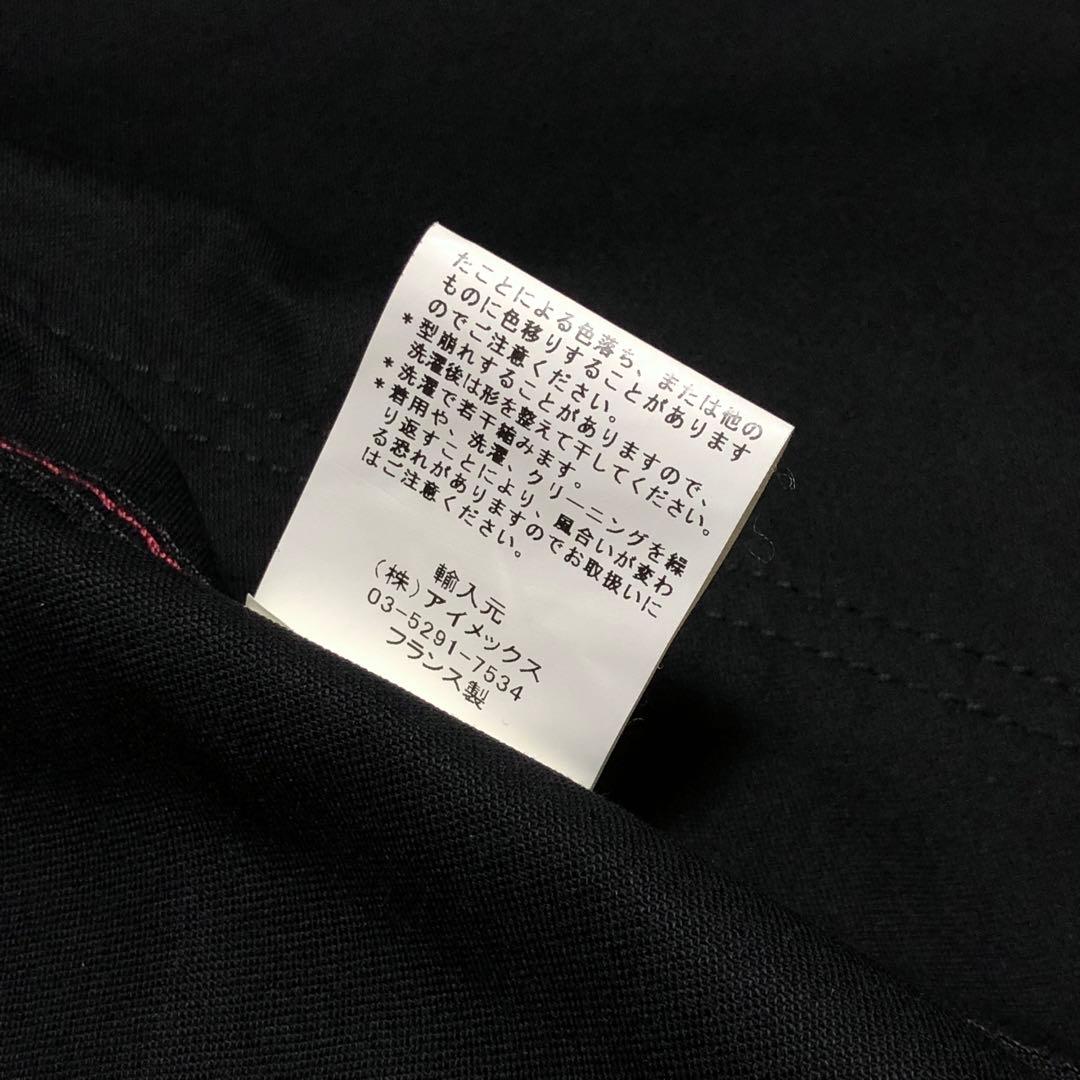 たことによる色落ち、または他の
ものに色移りすることがあります
のでご注意ください。
*型崩れすることがありますので、
洗濯後は形を整えて干してください。
*洗濯で若干縮みます。
*着用や、洗濯、クリーニングを繰
り返すことにより、風合いが変わ
る恐れがありますのでお取扱いに
はご注意ください。
輸入元
(株)アイメックス
03-5291-7534
フランス製